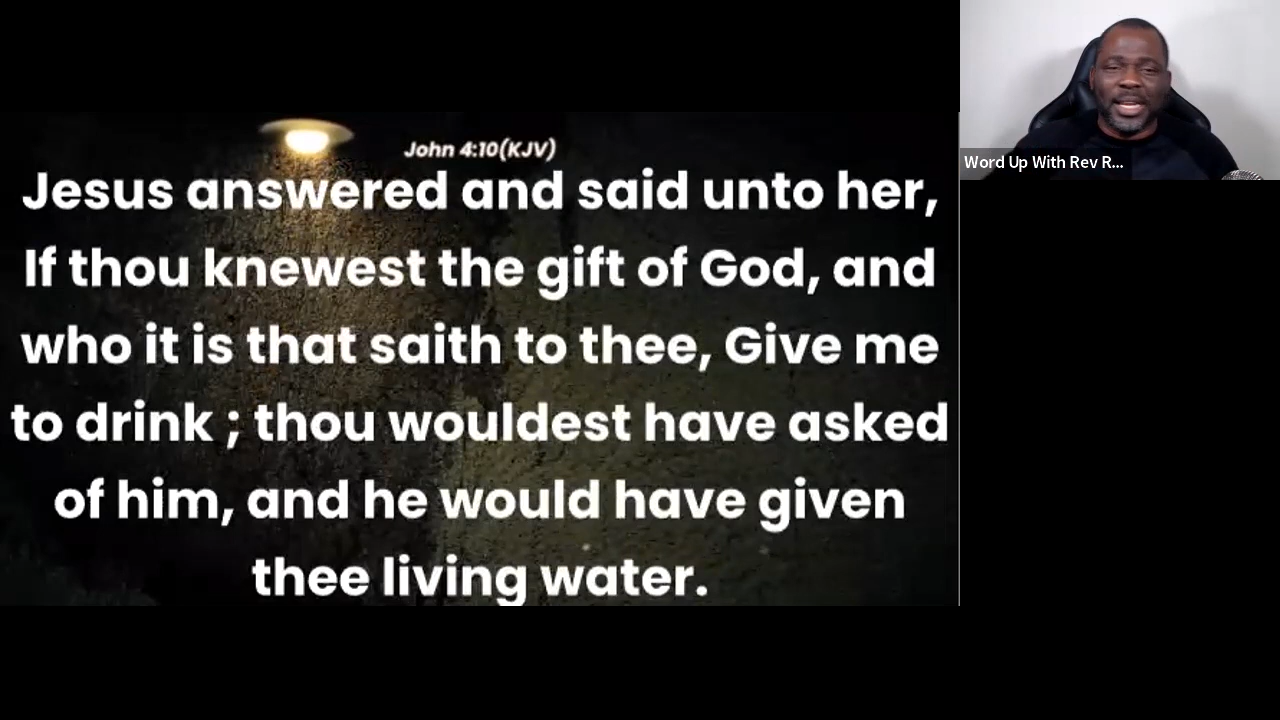 John 4:10(KJV)
Jesus answered and said unto her,
If thou knewest the gift of God, and
who it is that saith to thee, Give me
to drink ; thou wouldest have asked
of him, and he would have given
thee living water.
Word Up With Rev R...